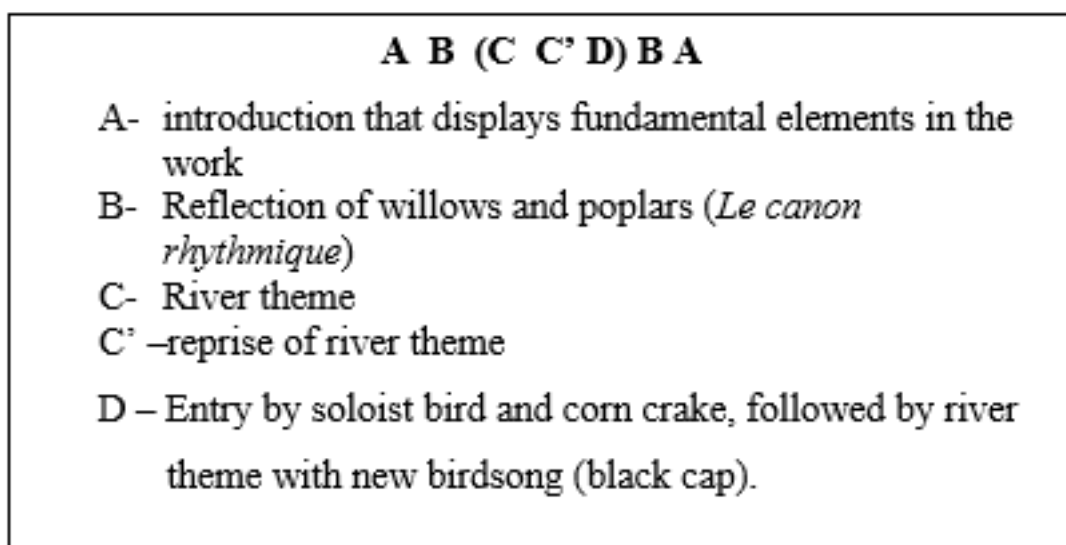 A B (C C’ D) B A
A- introduction that displays fundamental elements in the
work
B- Reflection of willows and poplars (Le canon
rhythmique)
C- River theme
C’ –reprise of river theme
D – Entry by soloist bird and corn crake, followed by river
theme with new birdsong (black cap).